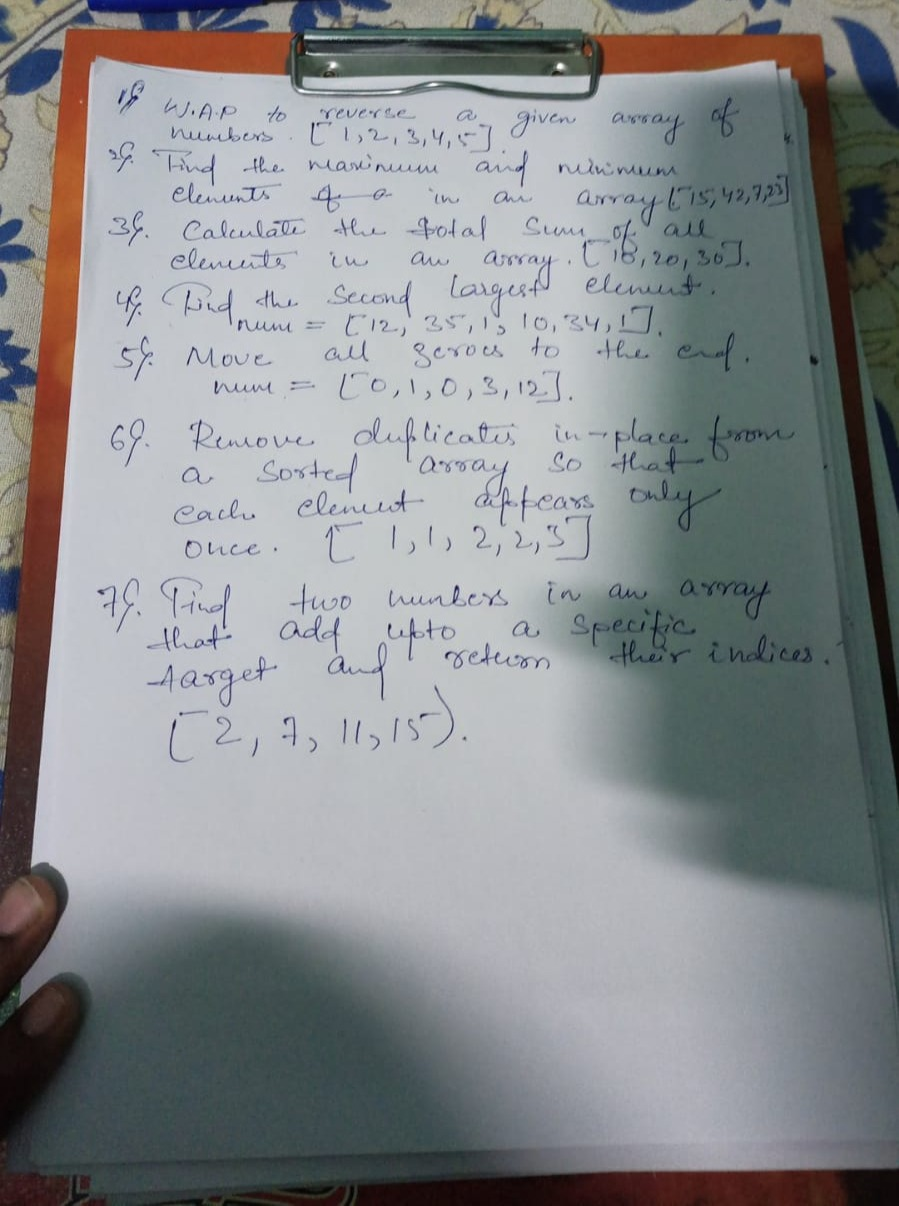 1Q W.A.P to reverse a given array of
numbers. [1,2,3,4,5]
2Q. Find the maximum and minimum
elements in an array [15,42,7,23]
3Q. Calculate the total Sum of all
elements in an array. [10,20,30].
4Q. Find the Second largest element.
num = [12, 35, 1, 10, 34, 1].
5Q. Move all zeroes to the end.
num = [0,1,0,3,12].
6Q. Remove duplicates in-place from
a Sorted array so that
each element appears only
once. [1,1,2,2,3]
7Q. Find two numbers in an array
that add upto a specific
target and return their indices.
[2, 7, 11, 15).